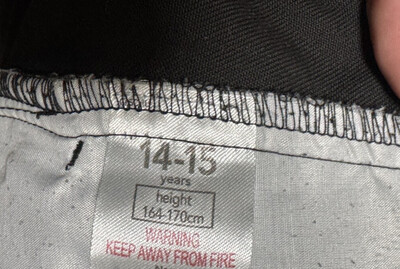 14-15
years
height
164-170cm
WARNING
KEEP AWAY FROM FIRE